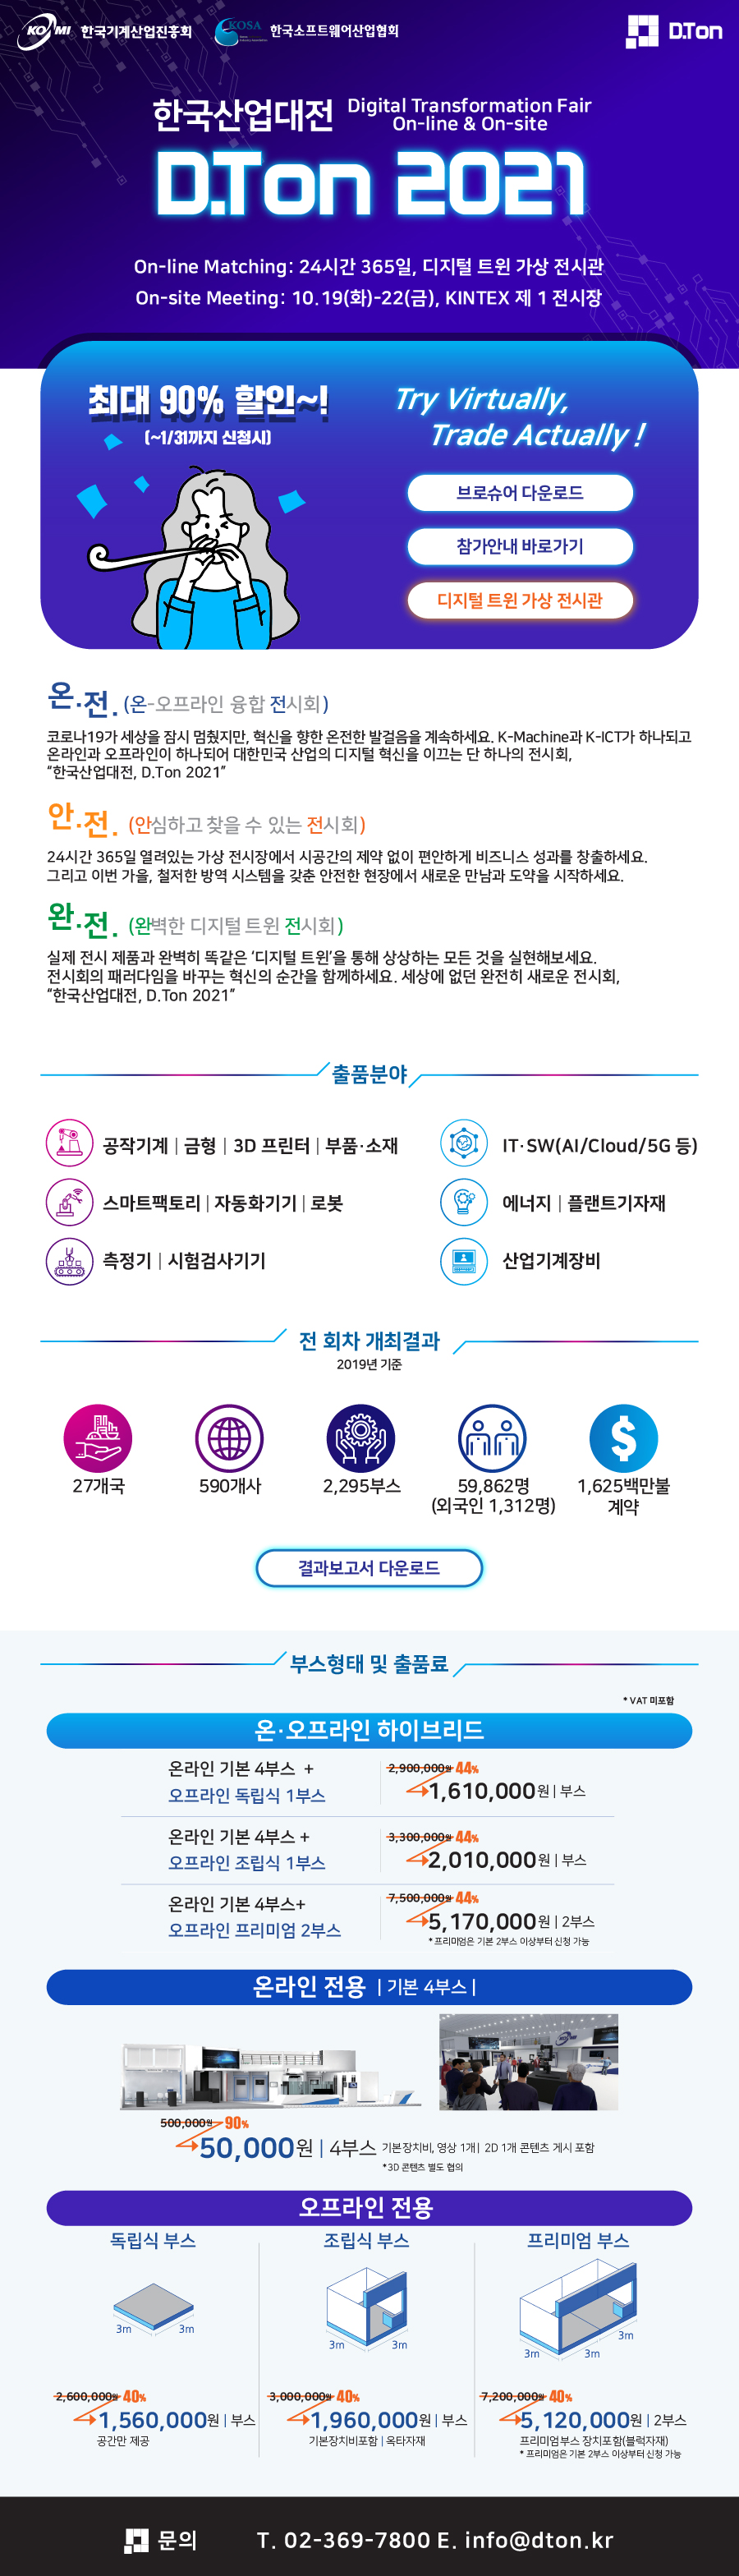 KOAMI 한국기계산업진흥회
KOSA 한국소프트웨어산업협회
D.Ton
한국산업대전 Digital Transformation Fair
On-line & On-site
D.Ton 2021
On-line Matching: 24시간 365일, 디지털 트윈 가상 전시관
On-site Meeting: 10.19(화)-22(금), KINTEX 제 1 전시장
최대 90% 할인~!
(~1/31까지 신청시)
Try Virtually,
Trade Actually !
브로슈어 다운로드
참가안내 바로가기
디지털 트윈 가상 전시관
온·전. (온-오프라인 융합 전시회)
코로나19가 세상을 잠시 멈췄지만, 혁신을 향한 온전한 발걸음을 계속하세요. K-Machine과 K-ICT가 하나되고
온라인과 오프라인이 하나되어 대한민국 산업의 디지털 혁신을 이끄는 단 하나의 전시회,
“한국산업대전, D.Ton 2021”
안·전. (안심하고 찾을 수 있는 전시회)
24시간 365일 열려있는 가상 전시장에서 시공간의 제약 없이 편안하게 비즈니스 성과를 창출하세요.
그리고 이번 가을, 철저한 방역 시스템을 갖춘 안전한 현장에서 새로운 만남과 도약을 시작하세요.
완·전. (완벽한 디지털 트윈 전시회)
실제 전시 제품과 완벽히 똑같은 ‘디지털 트윈’을 통해 상상하는 모든 것을 실현해보세요.
전시회의 패러다임을 바꾸는 혁신의 순간을 함께하세요. 세상에 없던 완전히 새로운 전시회,
“한국산업대전, D.Ton 2021”
출품분야
공작기계 | 금형 | 3D 프린터 | 부품·소재
IT·SW(AI/Cloud/5G 등)
스마트팩토리 | 자동화기기 | 로봇
에너지 | 플랜트기자재
측정기 | 시험검사기기
산업기계장비
전 회차 개최결과
2019년 기준
27개국
590개사
2,295부스
59,862명
(외국인 1,312명)
1,625백만불
계약
결과보고서 다운로드
부스형태 및 출품료
* VAT 미포함
온·오프라인 하이브리드
온라인 기본 4부스 +
오프라인 독립식 1부스
2,900,000원 44%
1,610,000원 | 부스
온라인 기본 4부스 +
오프라인 조립식 1부스
3,300,000원 44%
2,010,000원 | 부스
온라인 기본 4부스+
오프라인 프리미엄 2부스
7,500,000원 44%
5,170,000원 | 2부스
* 프리미엄은 기본 2부스 이상부터 신청 가능
온라인 전용 | 기본 4부스 |
500,000원 90%
50,000원 | 4부스 기본장치비, 영상 1개 | 2D 1개 콘텐츠 게시 포함
*3D 콘텐츠 별도 협의
오프라인 전용
독립식 부스
3m 3m
2,600,000원 40%
1,560,000원 | 부스
공간만 제공
조립식 부스
3m 3m
3,000,000원 40%
1,960,000원 | 부스
기본장치비포함 | 옥타자재
프리미엄 부스
3m 3m 3m
7,200,000원 40%
5,120,000원 | 2부스
프리미엄부스 장치포함(블럭자재)
* 프리미엄은 기본 2부스 이상부터 신청 가능
문의 T. 02-369-7800 E. info@dton.kr